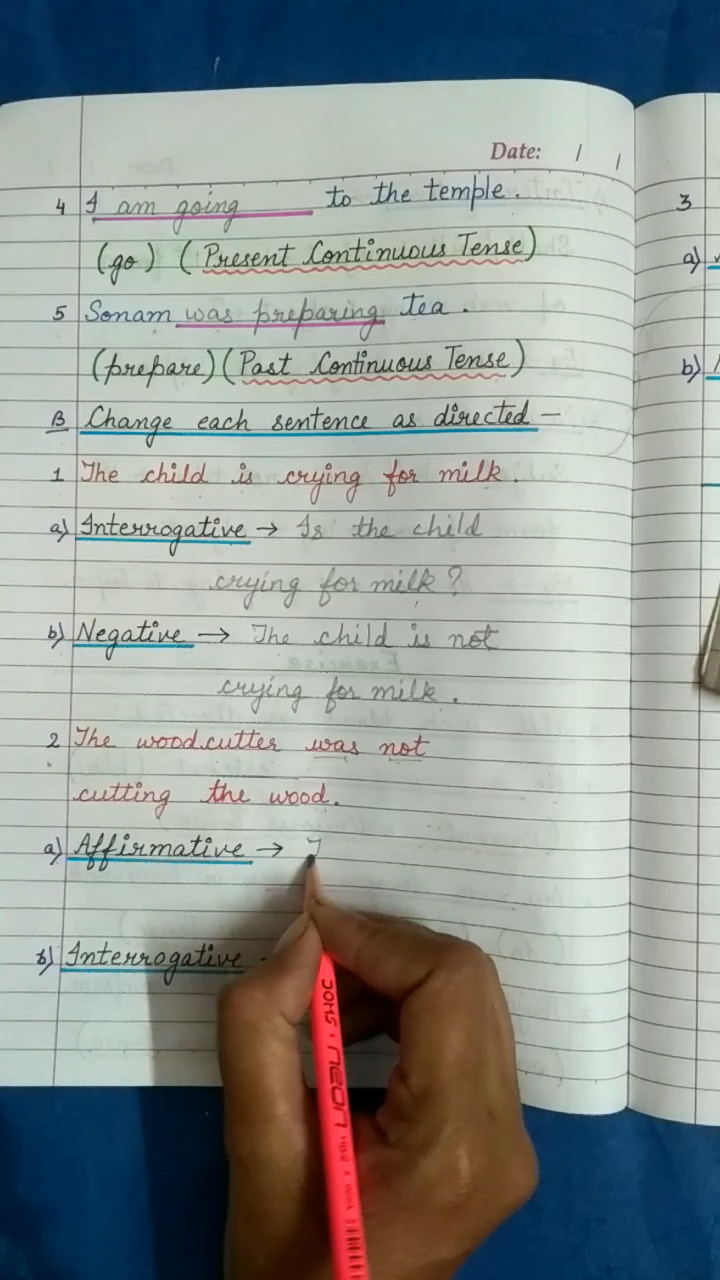 Date: / /
4 I am going to the temple.
(go) (Present Continuous Tense)
5 Sonam was preparing tea.
(prepare) (Past Continuous Tense)
B Change each sentence as directed —
1 The child is crying for milk.
a) Interrogative → Is the child
crying for milk?
b) Negative → The child is not
crying for milk.
2 The woodcutter was not
cutting the wood.
a) Affirmative → T
b) Interrogative -
3
a)
b)
DOMS neon